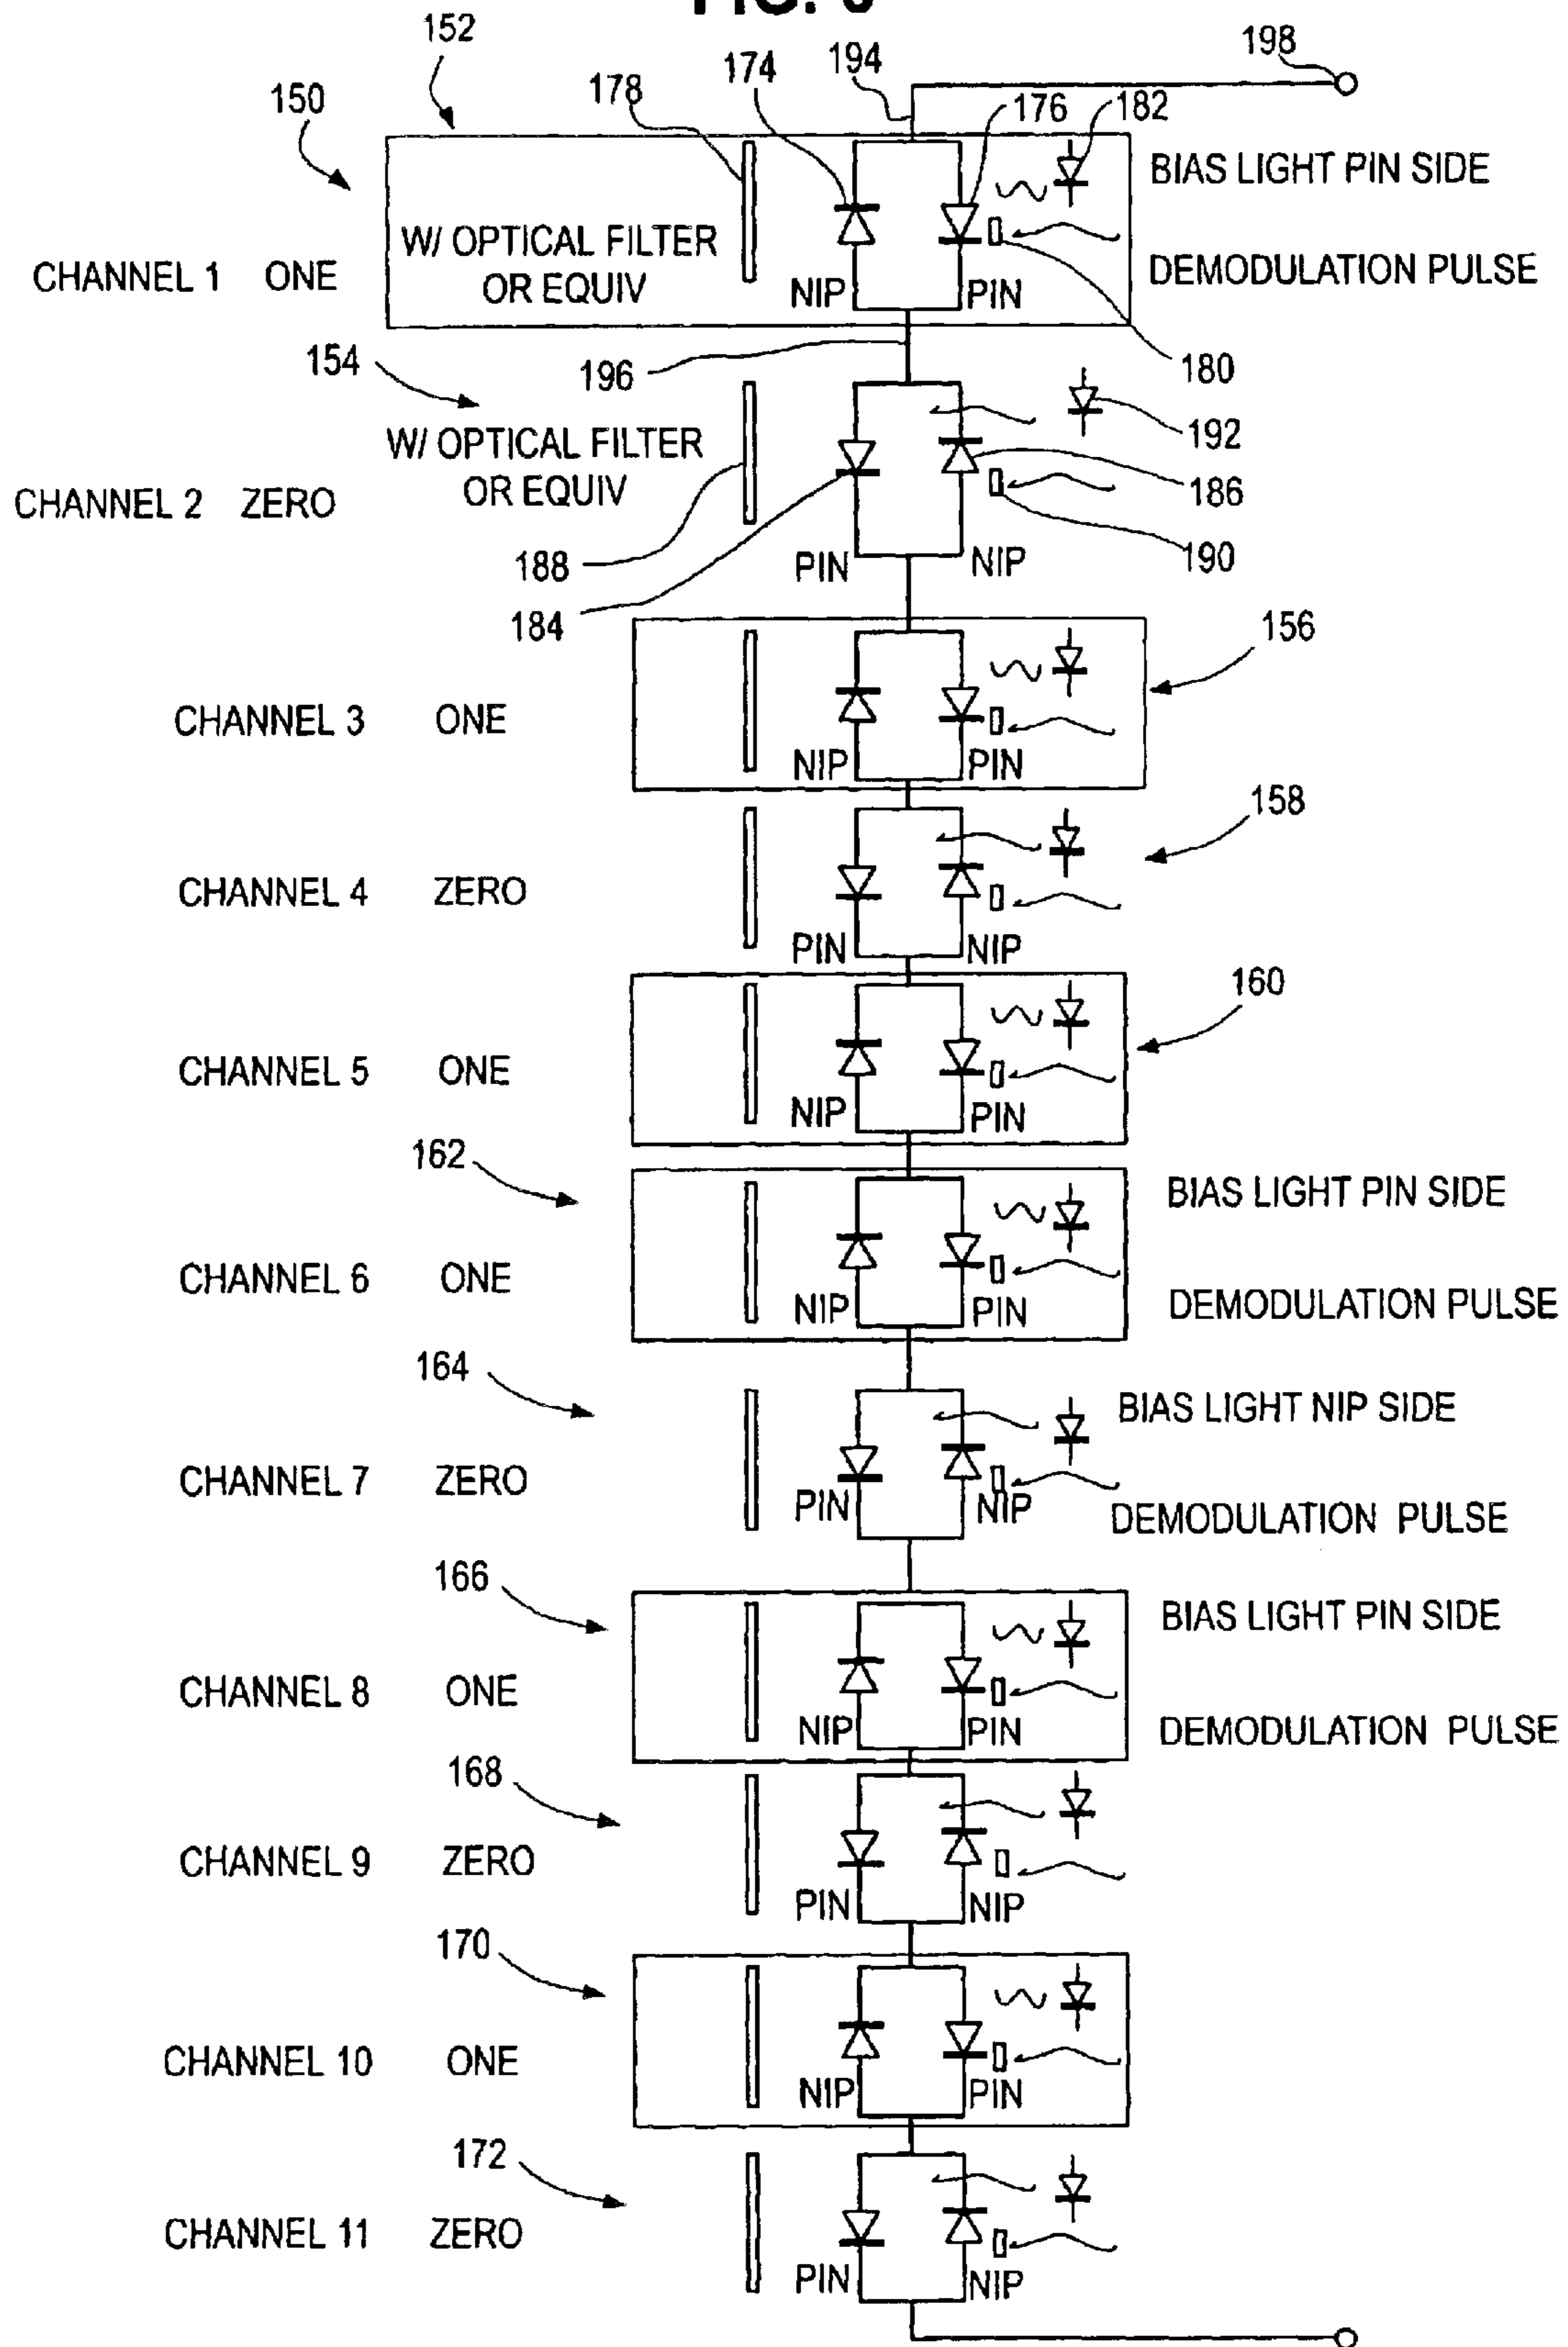 152
194
198
150
178
174
176
182
BIAS LIGHT PIN SIDE
W/ OPTICAL FILTER
OR EQUIV
CHANNEL 1 ONE
DEMODULATION PULSE
NIP
PIN
154
196
180
W/ OPTICAL FILTER
OR EQUIV
192
CHANNEL 2 ZERO
186
188
PIN
NIP
190
184
156
CHANNEL 3 ONE
NIP
PIN
158
CHANNEL 4 ZERO
PIN
NIP
160
CHANNEL 5 ONE
NIP
PIN
162
BIAS LIGHT PIN SIDE
CHANNEL 6 ONE
NIP
PIN
DEMODULATION PULSE
164
BIAS LIGHT NIP SIDE
CHANNEL 7 ZERO
PIN
NIP
DEMODULATION PULSE
166
BIAS LIGHT PIN SIDE
CHANNEL 8 ONE
NIP
PIN
DEMODULATION PULSE
168
CHANNEL 9 ZERO
PIN
NIP
170
CHANNEL 10 ONE
NIP
PIN
172
CHANNEL 11 ZERO
PIN
NIP